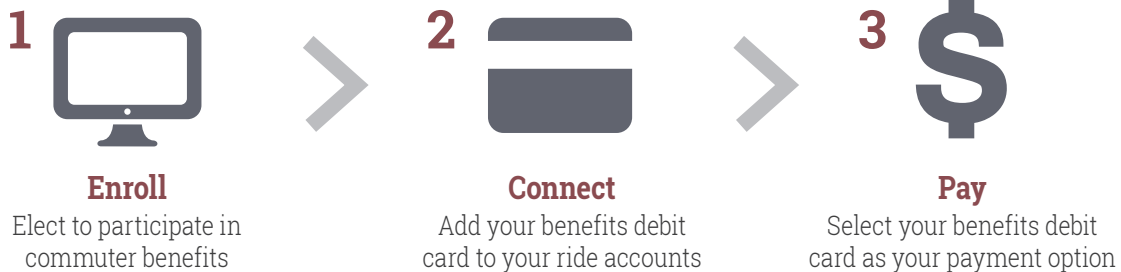 1
Enroll
Elect to participate in
commuter benefits
2
Connect
Add your benefits debit
card to your ride accounts
3
$
Pay
Select your benefits debit
card as your payment option